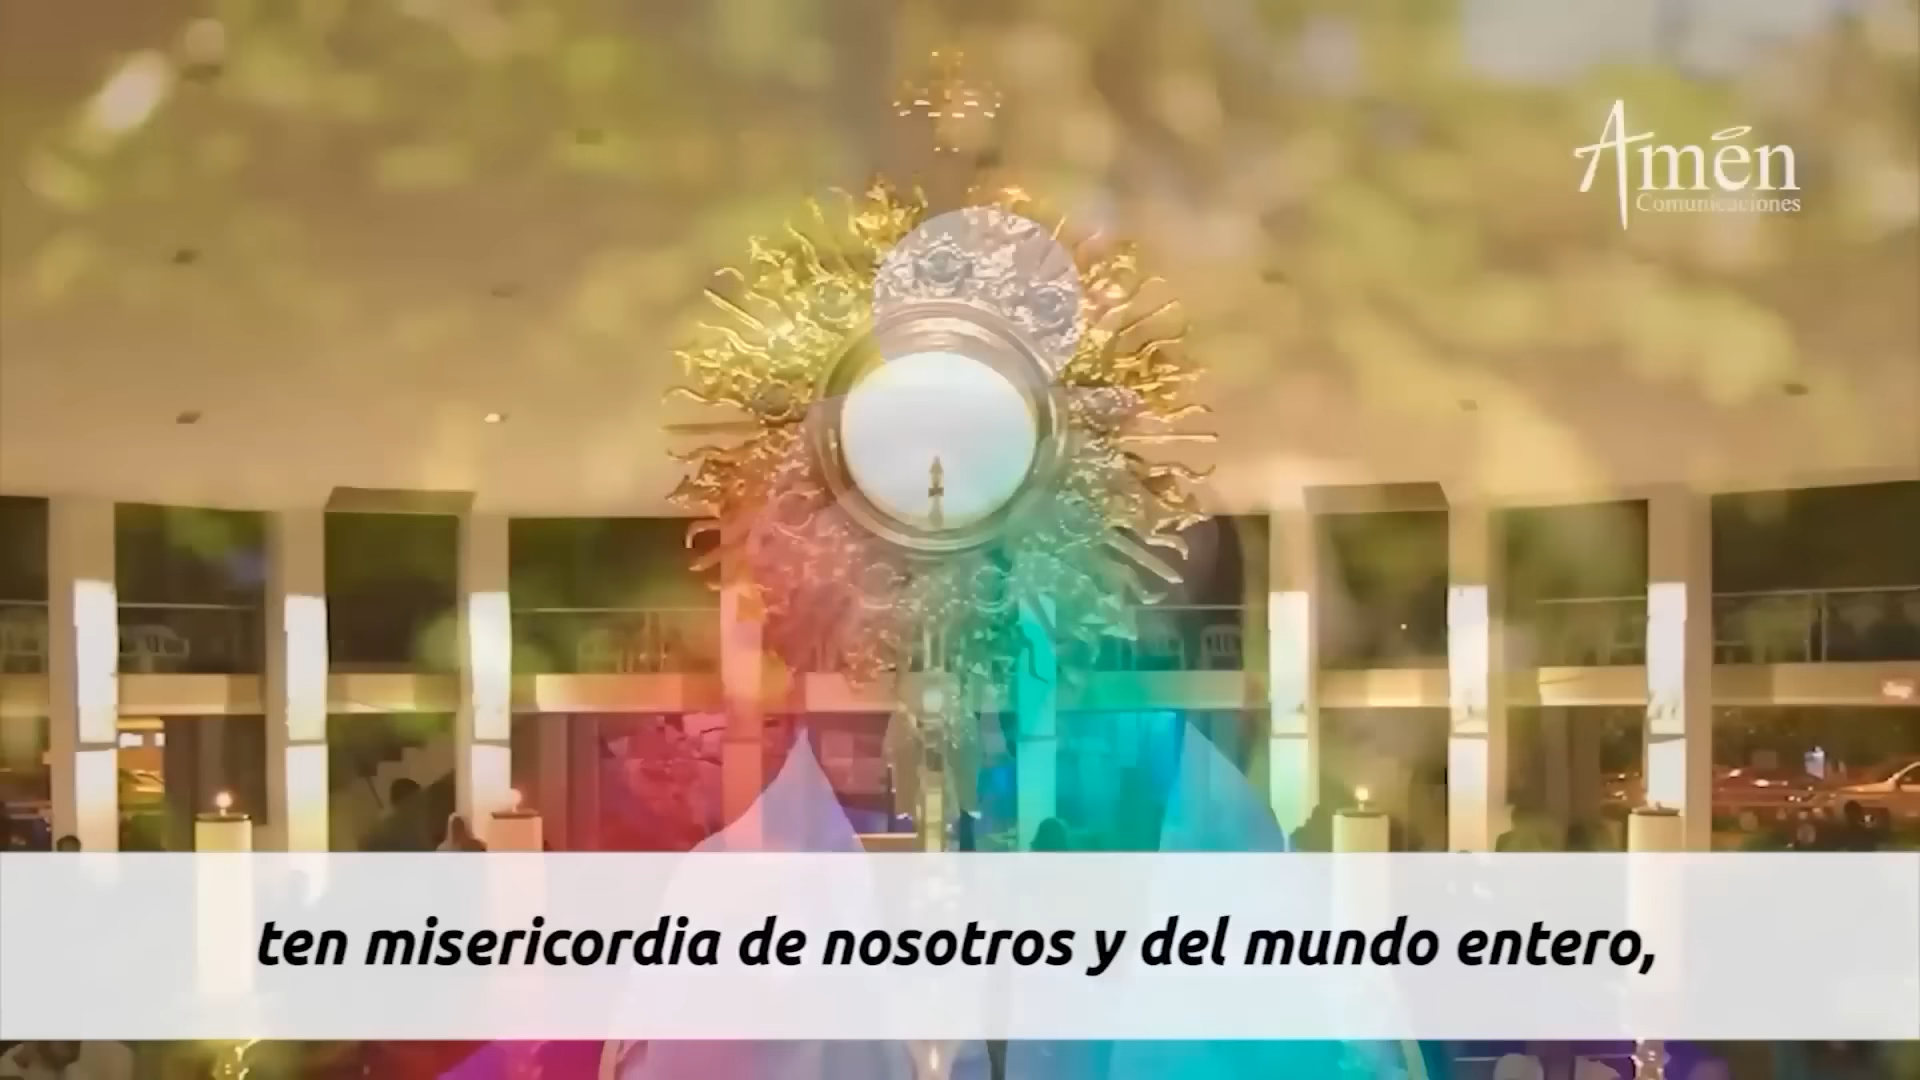 Amén
Comunicaciones
ten misericordia de nosotros y del mundo entero,